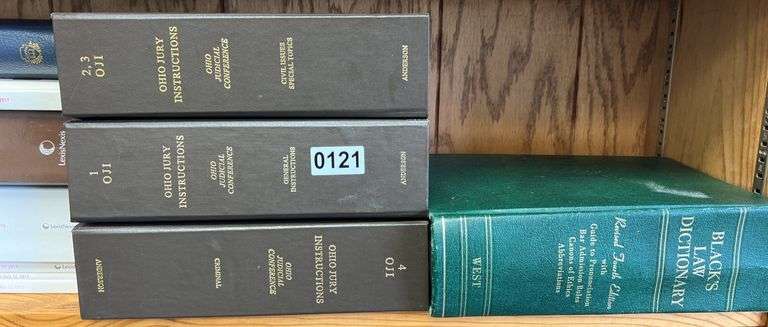 2, 3
OJI
OHIO JURY
INSTRUCTIONS
OHIO
JUDICIAL
CONFERENCE
CIVIL ISSUES
SPECIAL TOPICS
ANDERSON
1
OJI
OHIO JURY
INSTRUCTIONS
OHIO
JUDICIAL
CONFERENCE
GENERAL
INSTRUCTIONS
0121
ANDERSON
4
OJI
OHIO JURY
INSTRUCTIONS
OHIO
JUDICIAL
CONFERENCE
CRIMINAL
ANDERSON
BLACK'S
LAW
DICTIONARY
Revised Fourth Edition
with
Guide to Pronunciation
Bar Admission Rules
Canons of Ethics
Abbreviations
WEST
LexisNexis